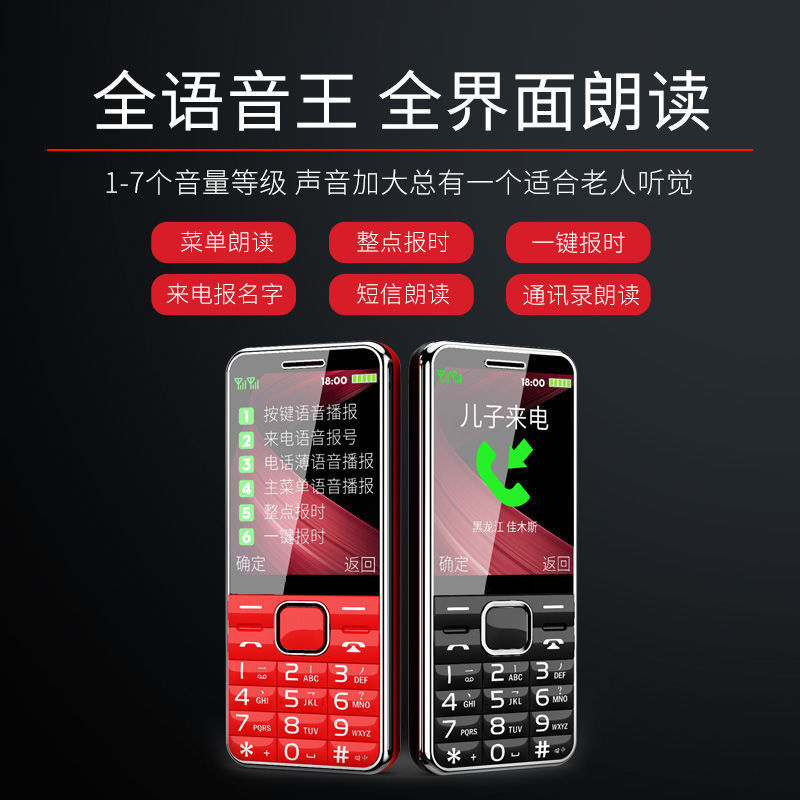 全语音王 全界面朗读
1-7个音量等级 声音加大总有一个适合老人听觉
菜单朗读 整点报时 一键报时
来电报名字 短信朗读 通讯录朗读
18:00
1 按键语音播报
2 来电语音报号
3 电话薄语音播报
4 主菜单语音播报
5 整点报时
6 一键报时
确定 返回
1
2 ABC
3 DEF
4 GHI
5 JKL
6 MNO
7 PQRS
8 TUV
9 WXYZ
* +
0
#
18:00
儿子来电
黑龙江 佳木斯
确定 返回
1
2 ABC
3 DEF
4 GHI
5 JKL
6 MNO
7 PQRS
8 TUV
9 WXYZ
* +
0
#